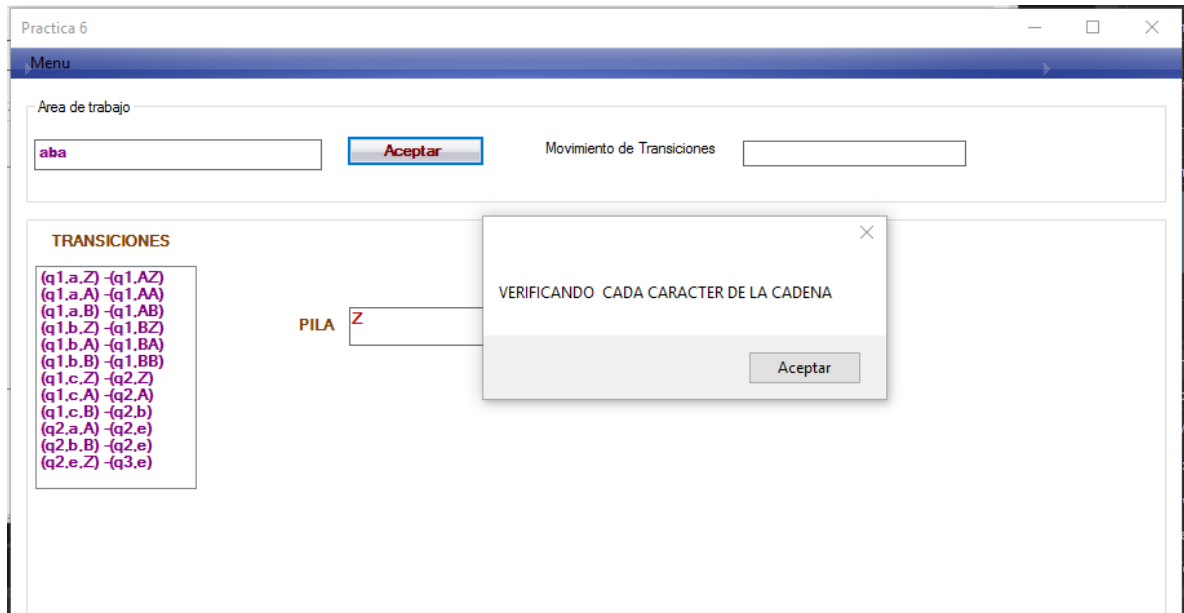 Practica 6
Menu
Area de trabajo
aba
Aceptar
Movimiento de Transiciones
TRANSICIONES
(q1,a,Z) -(q1,AZ)
(q1,a,A) -(q1,AA)
(q1,a,B) -(q1,AB)
(q1,b,Z) -(q1,BZ)
(q1,b,A) -(q1,BA)
(q1,b,B) -(q1,BB)
(q1,c,Z) -(q2,Z)
(q1,c,A) -(q2,A)
(q1,c,B) -(q2,b)
(q2,a,A) -(q2,e)
(q2,b,B) -(q2,e)
(q2,e,Z) -(q3,e)
PILA
Z
VERIFICANDO  CADA CARACTER DE LA CADENA
Aceptar